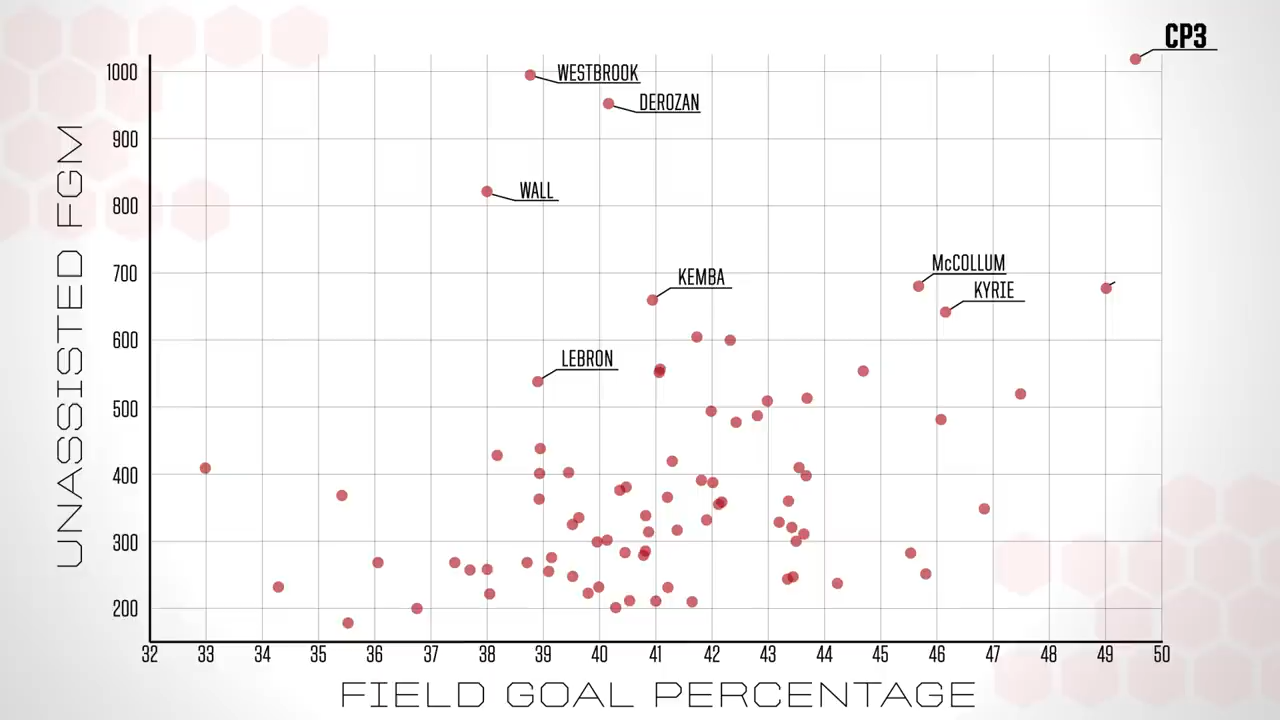 CP3
WESTBROOK
DEROZAN
WALL
KEMBA
McCOLLUM
KYRIE
LEBRON
UNASSISTED FGM
1000
900
800
700
600
500
400
300
200
32 33 34 35 36 37 38 39 40 41 42 43 44 45 46 47 48 49 50
FIELD GOAL PERCENTAGE